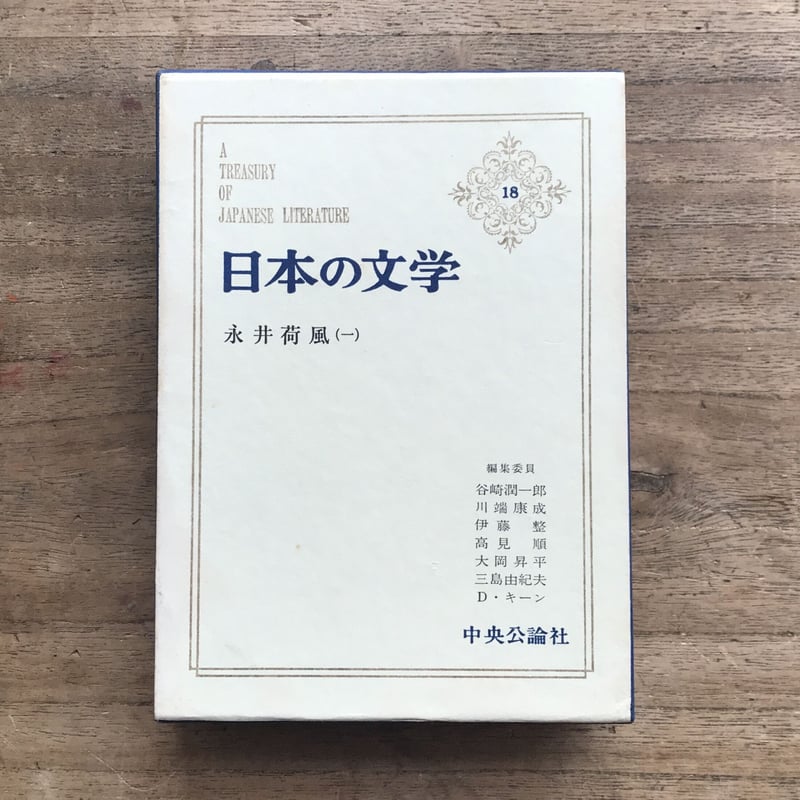 A
TREASURY
OF
JAPANESE LITERATURE
18
日本の文学
永井荷風(一)
編集委員
谷崎潤一郎
川端康成
伊藤整
高見順
大岡昇平
三島由紀夫
D・キーン
中央公論社